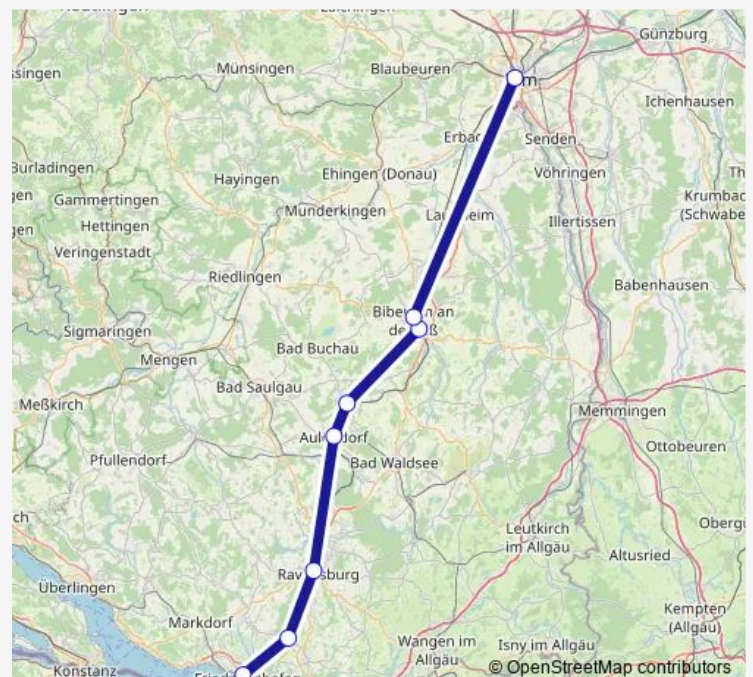 Günzburg
Münsingen
Blaubeuren
Ichenhausen
Senden
Burladingen
Ehingen (Donau)
Vöhringen
Hayingen
Gammertingen
Krumbac
(Schwabe
Munderkingen
Illertissen
Hettingen
Veringenstadt
Riedlingen
Babenhausen
Sigmaringen
Bad Buchau
Mengen
Bad Saulgau
Meßkirch
Memmingen
Ottobeuren
Pfullendorf
Bad Waldsee
Leutkirch
im Allgäu
Altusried
Überlingen
Kempten
(Allgäu)
Markdorf
Wangen im
Allgäu
Isny im Allgäu
Konstanz
© OpenStreetMap contributors